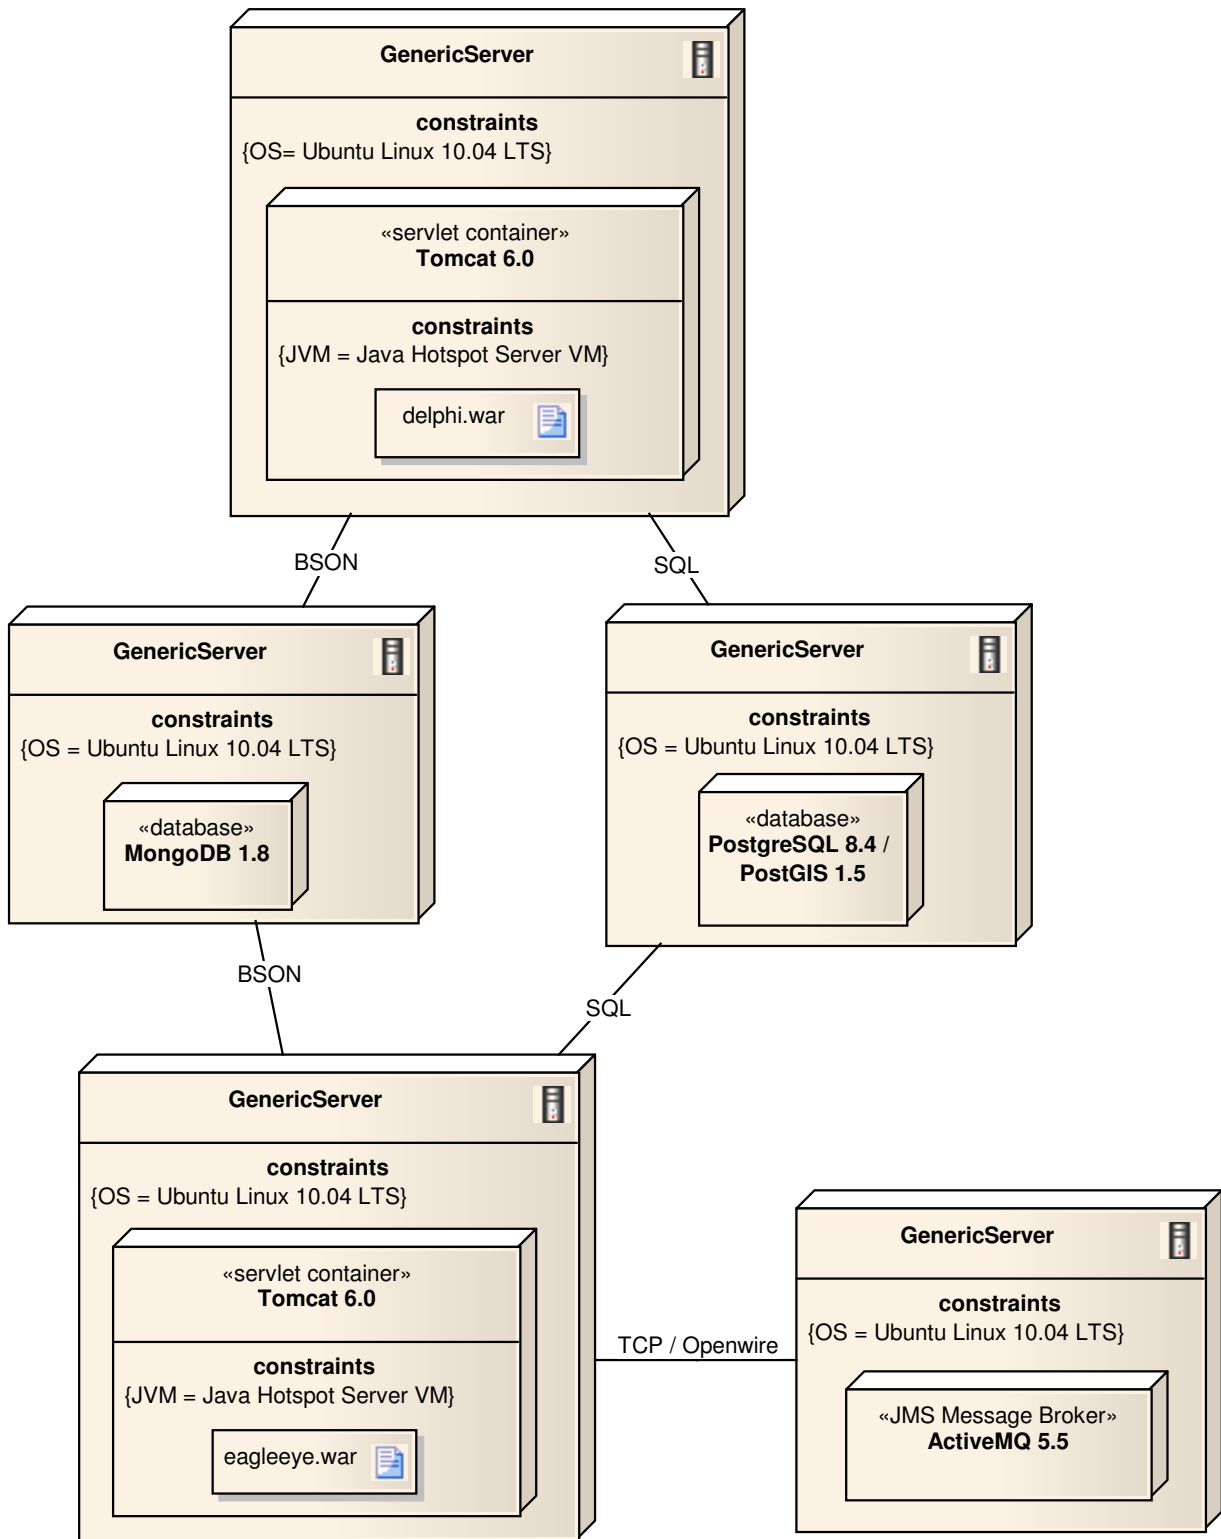 GenericServer
constraints
{OS= Ubuntu Linux 10.04 LTS}
«servlet container»
Tomcat 6.0
constraints
{JVM = Java Hotspot Server VM}
delphi.war
BSON
SQL
GenericServer
constraints
{OS = Ubuntu Linux 10.04 LTS}
«database»
MongoDB 1.8
GenericServer
constraints
{OS = Ubuntu Linux 10.04 LTS}
«database»
PostgreSQL 8.4 /
PostGIS 1.5
BSON
SQL
GenericServer
constraints
{OS = Ubuntu Linux 10.04 LTS}
«servlet container»
Tomcat 6.0
constraints
{JVM = Java Hotspot Server VM}
eagleeye.war
TCP / Openwire
GenericServer
constraints
{OS = Ubuntu Linux 10.04 LTS}
«JMS Message Broker»
ActiveMQ 5.5